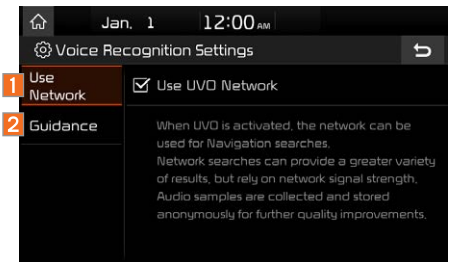 Jan. 1 12:00 AM
Voice Recognition Settings
1 Use
Network
Use UVO Network
2 Guidance
When UVO is activated, the network can be
used for Navigation searches.
Network searches can provide a greater variety
of results, but rely on network signal strength.
Audio samples are collected and stored
anonymously for further quality improvements.